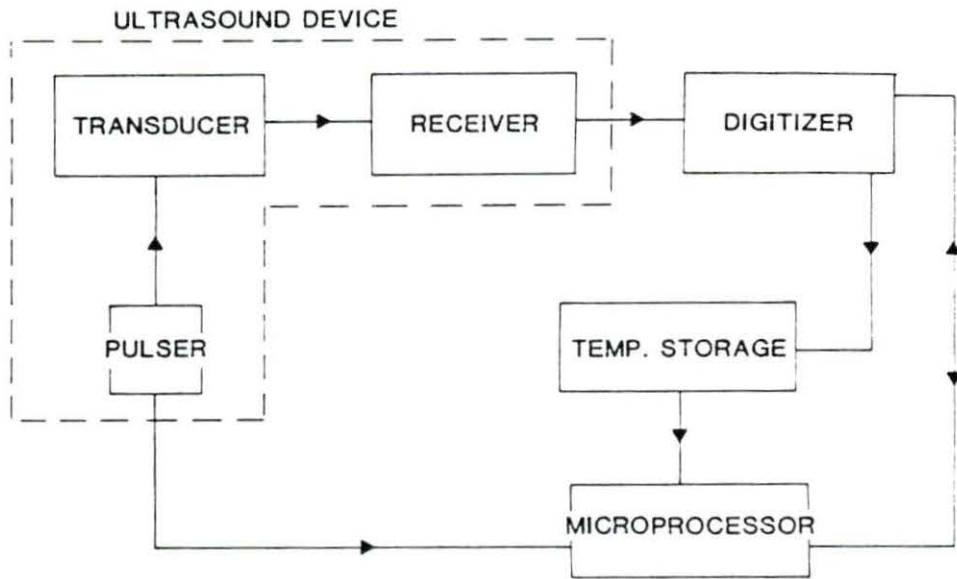 ULTRASOUND DEVICE
TRANSDUCER
RECEIVER
DIGITIZER
PULSER
TEMP. STORAGE
MICROPROCESSOR